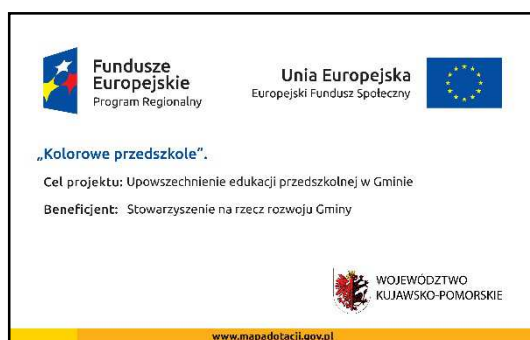 Fundusze
Europejskie
Program Regionalny
Unia Europejska
Europejski Fundusz Społeczny
„Kolorowe przedszkole”.
Cel projektu: Upowszechnienie edukacji przedszkolnej w Gminie
Beneficjent: Stowarzyszenie na rzecz rozwoju Gminy
WOJEWÓDZTWO
KUJAWSKO-POMORSKIE
www.mapadotacji.gov.pl